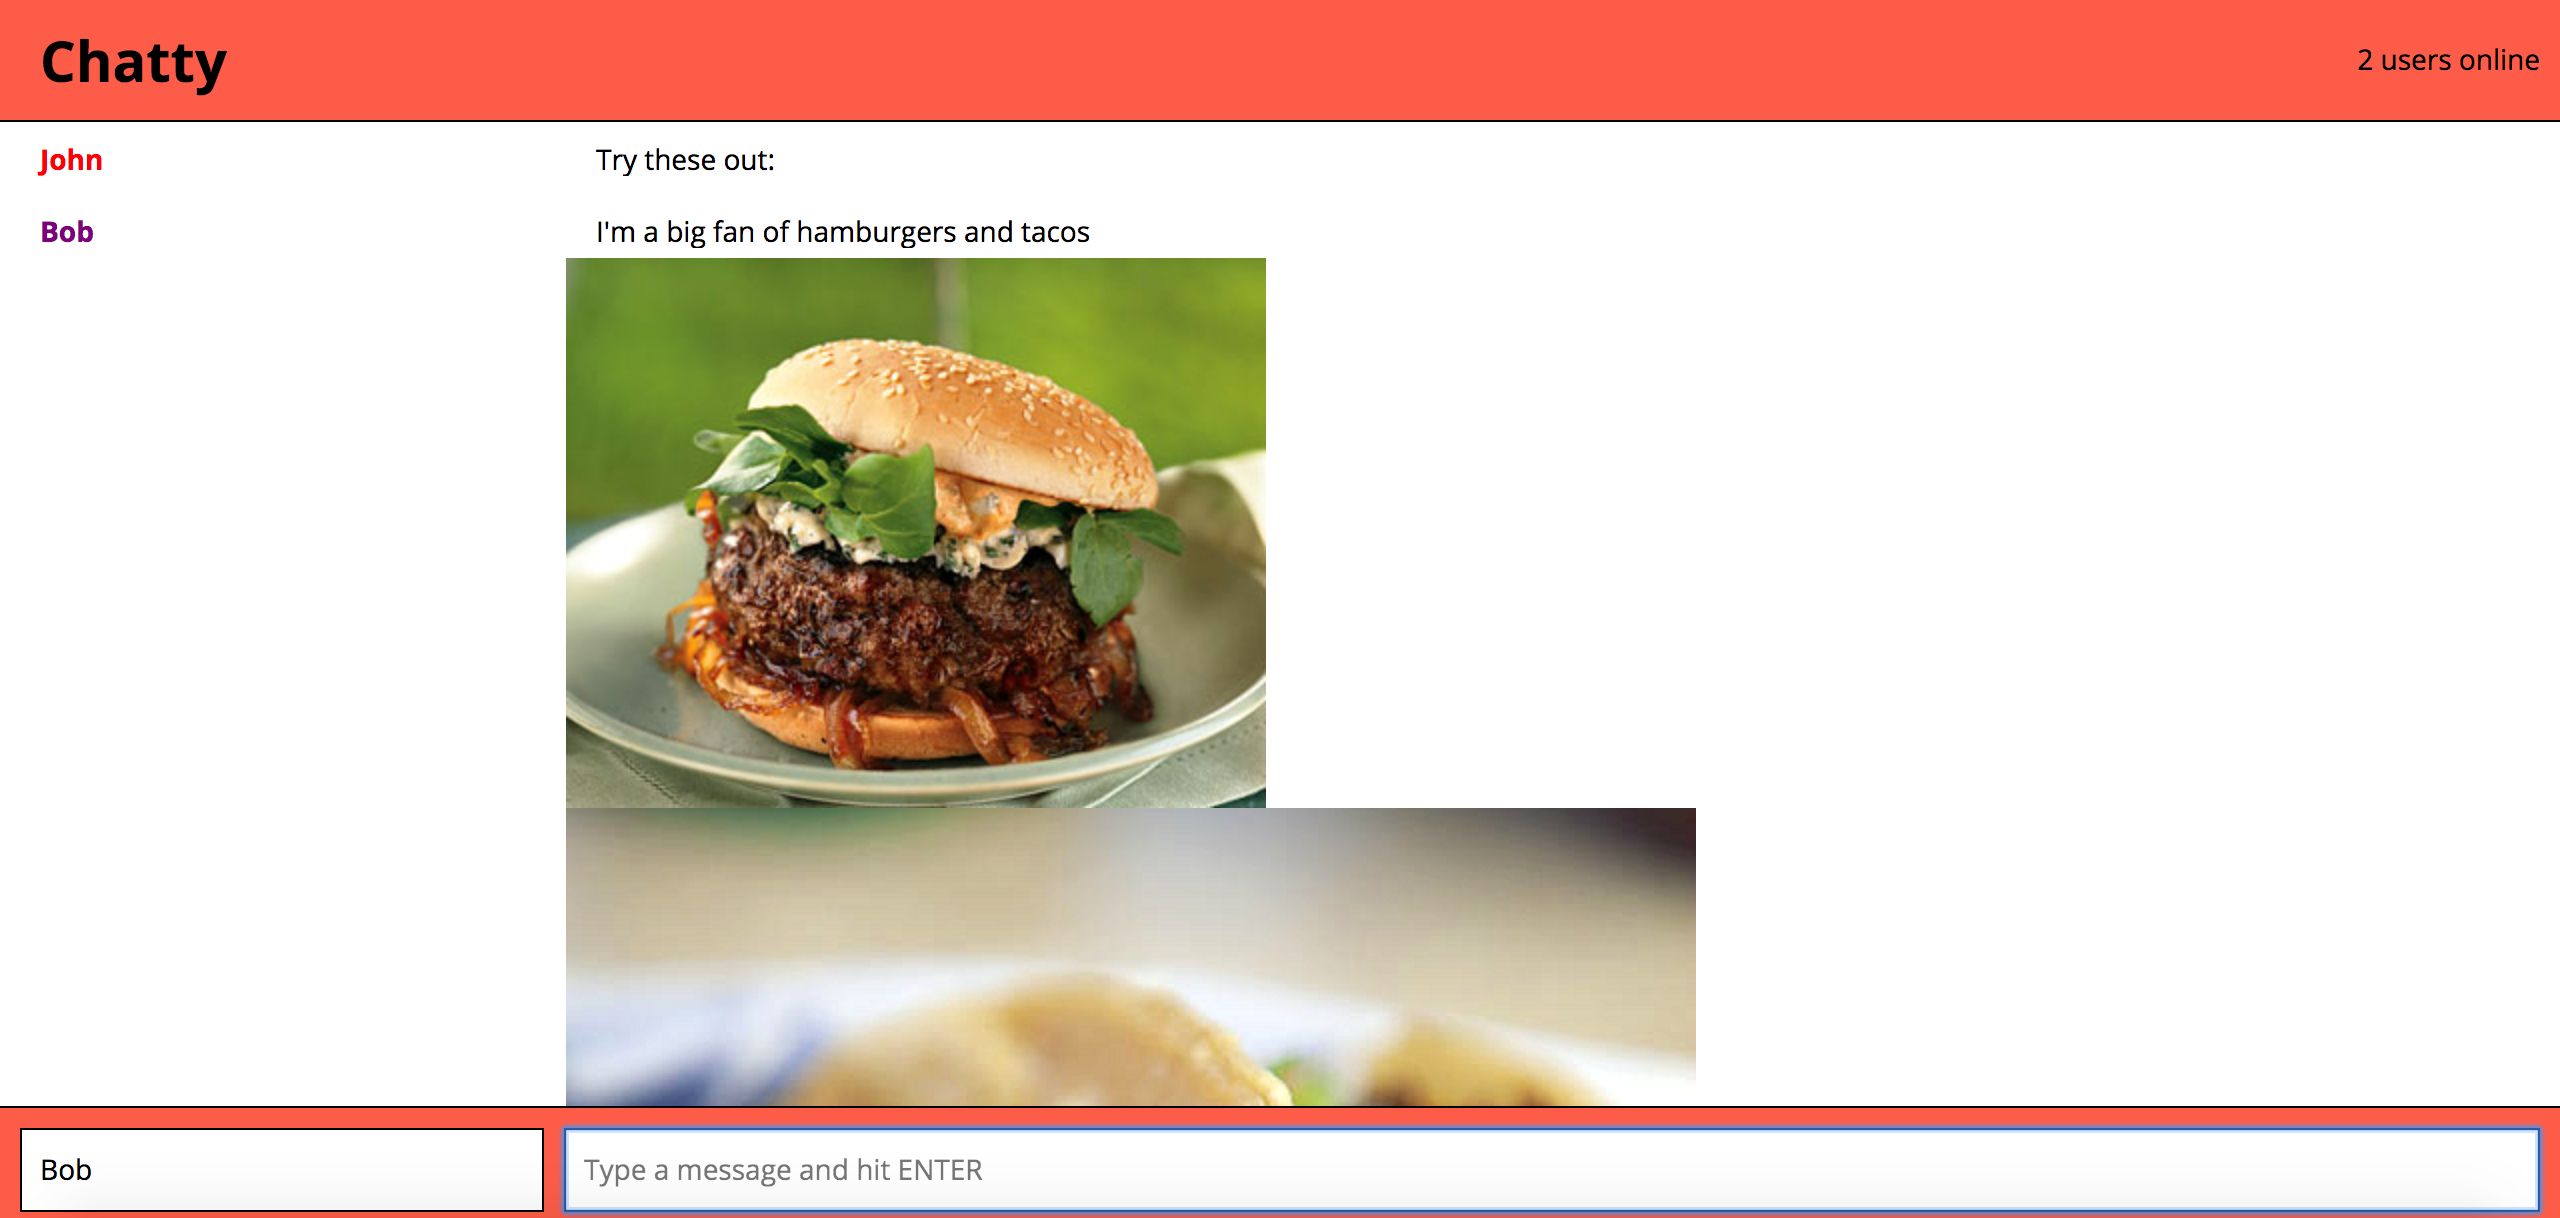 Chatty
2 users online
John
Try these out:
Bob
I'm a big fan of hamburgers and tacos
Bob
Type a message and hit ENTER